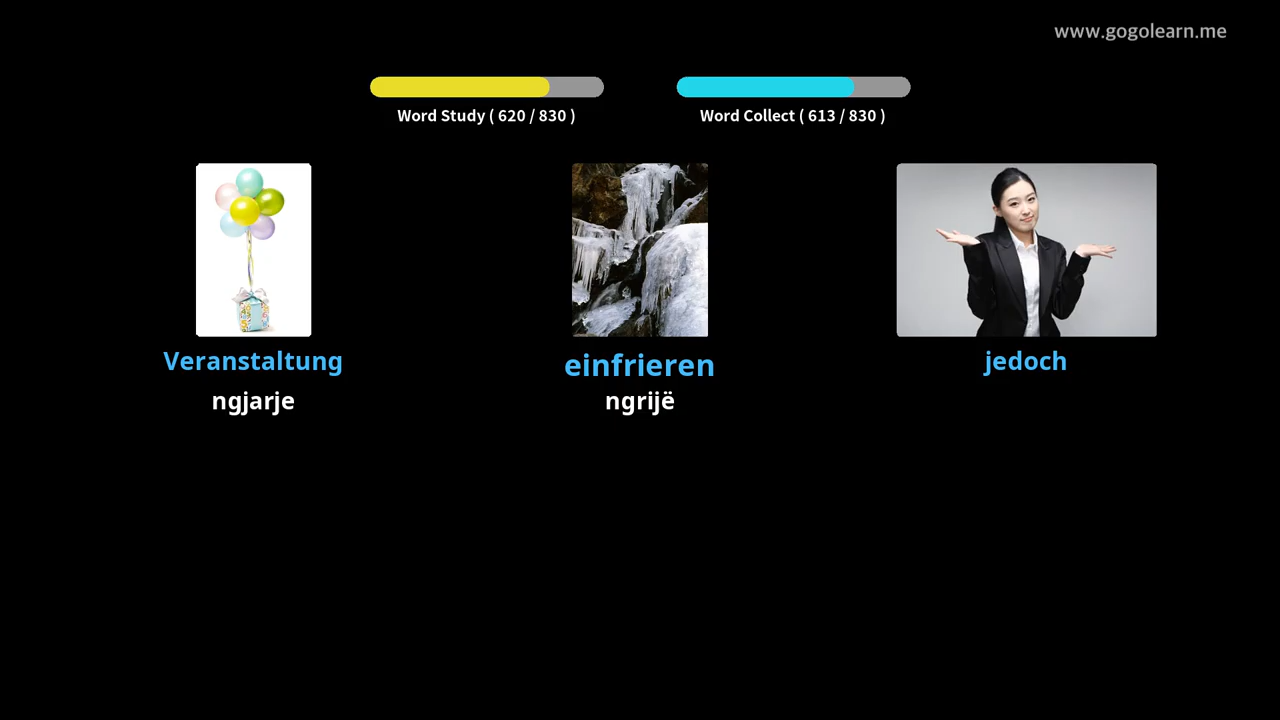 www.gogolearn.me
Word Study ( 620 / 830 )
Word Collect ( 613 / 830 )
Veranstaltung
einfrieren
jedoch
ngjarje
ngrijë